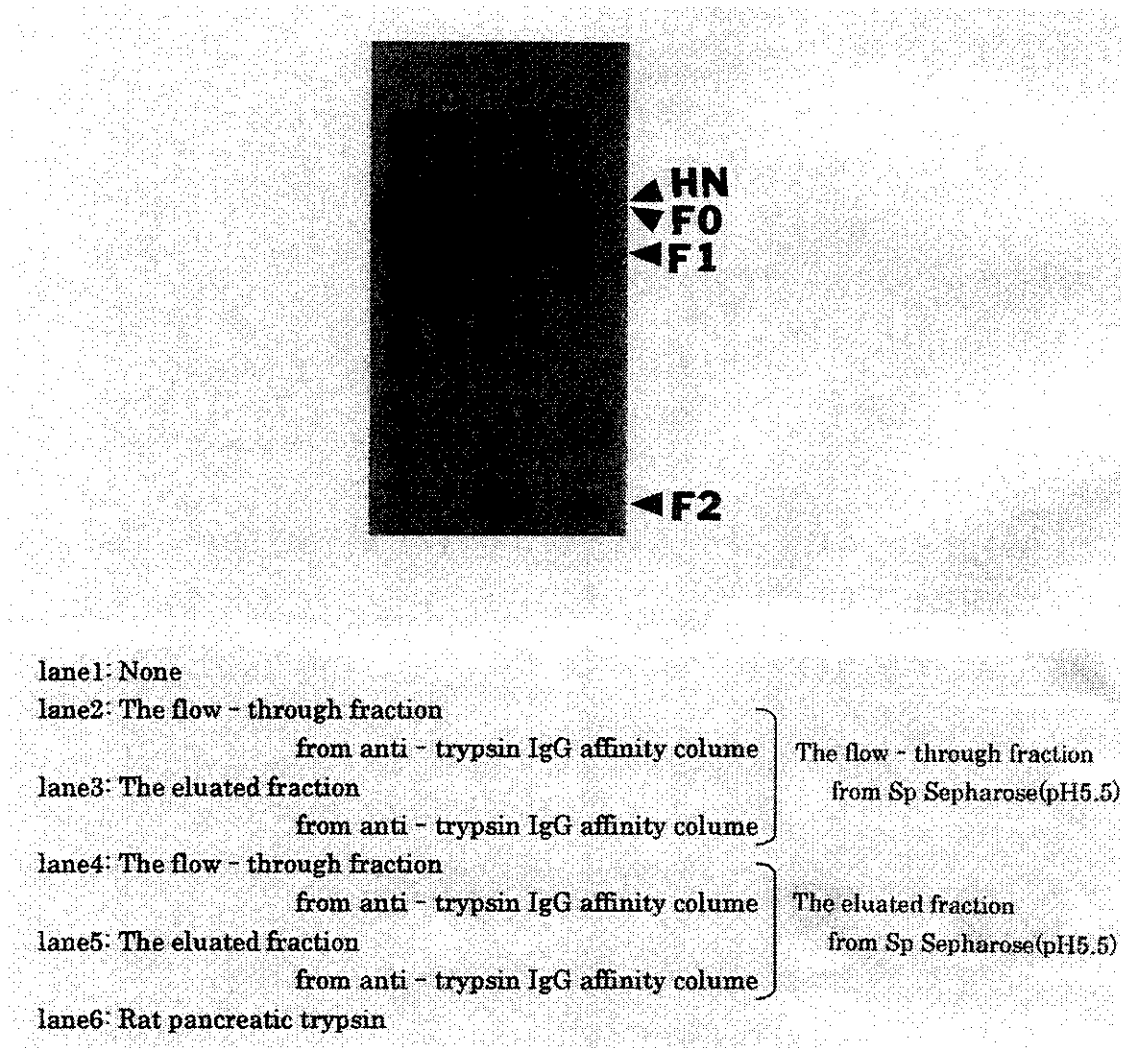 HN
F0
F1
F2
lane1: None
lane2: The flow - through fraction
from anti - trypsin IgG affinity colume
lane3: The eluated fraction
from anti - trypsin IgG affinity colume
The flow - through fraction
from Sp Sepharose(pH5.5)
lane4: The flow - through fraction
from anti - trypsin IgG affinity colume
lane5: The eluated fraction
from anti - trypsin IgG affinity colume
The eluated fraction
from Sp Sepharose(pH5.5)
lane6: Rat pancreatic trypsin